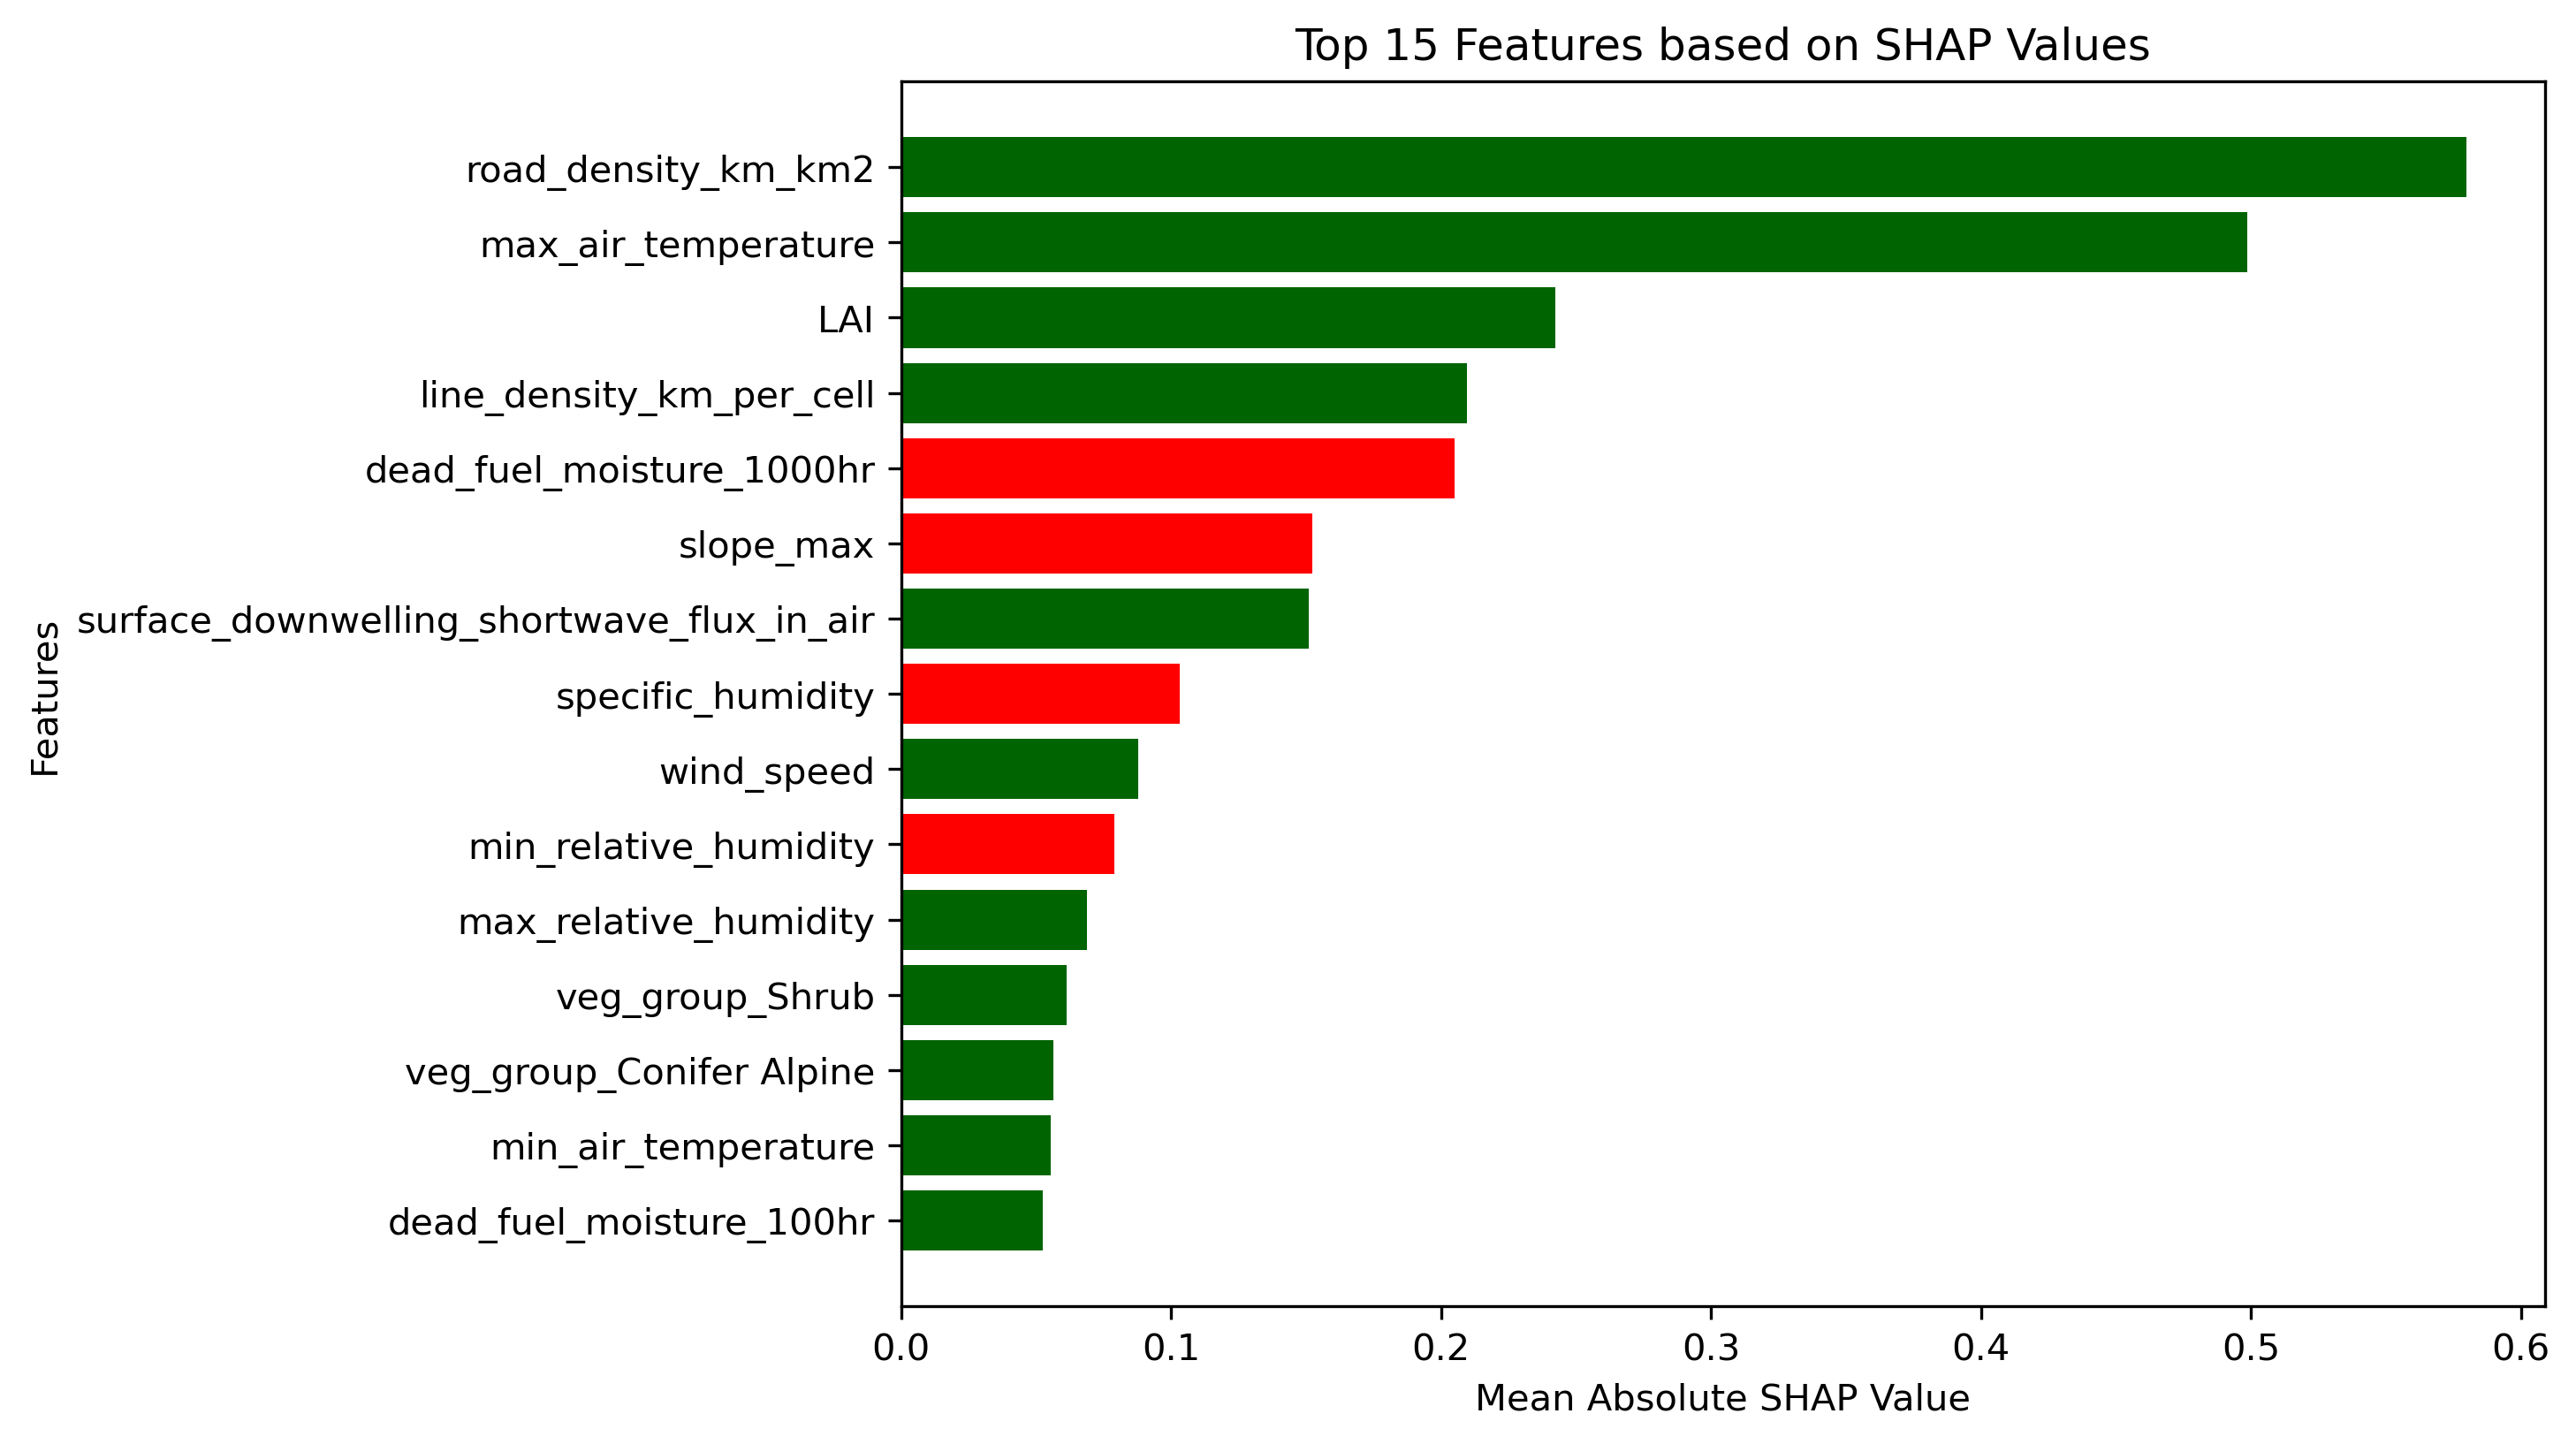 Top 15 Features based on SHAP Values
road_density_km_km2
max_air_temperature
LAI
line_density_km_per_cell
dead_fuel_moisture_1000hr
slope_max
surface_downwelling_shortwave_flux_in_air
specific_humidity
wind_speed
min_relative_humidity
max_relative_humidity
veg_group_Shrub
veg_group_Conifer Alpine
min_air_temperature
dead_fuel_moisture_100hr
Features
0.0 0.1 0.2 0.3 0.4 0.5 0.6
Mean Absolute SHAP Value